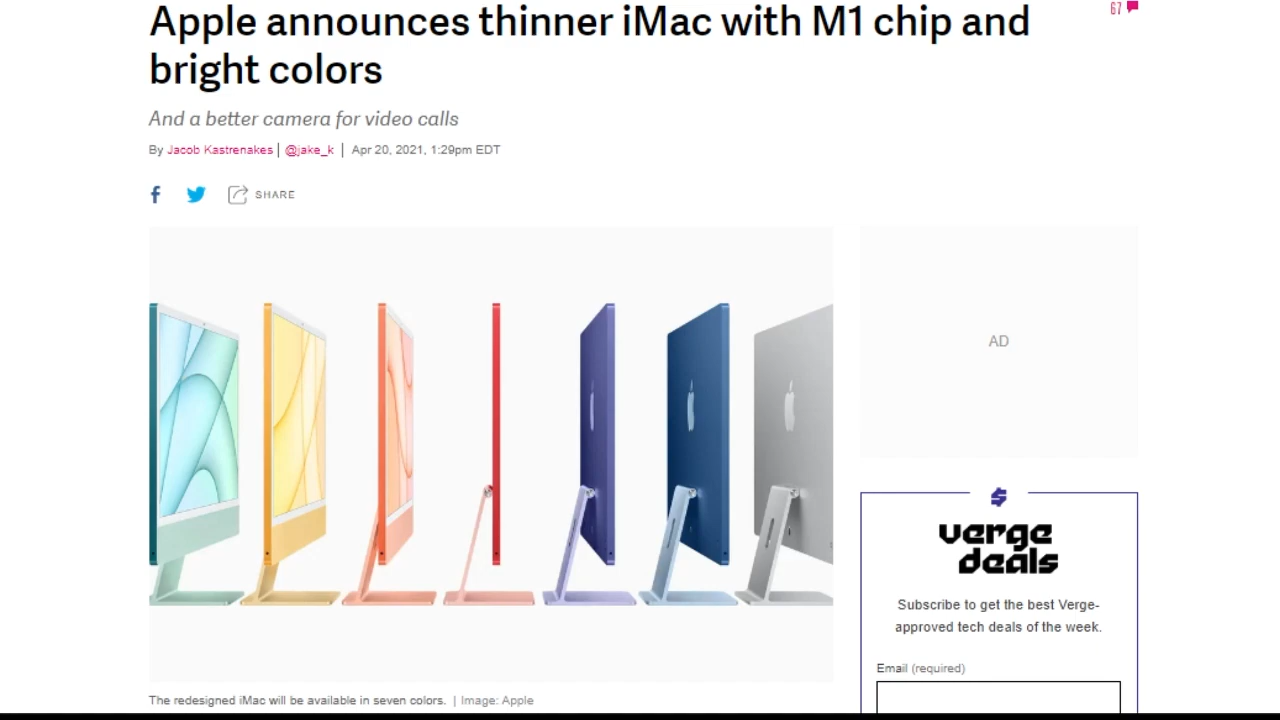 Apple announces thinner iMac with M1 chip and
bright colors
67
And a better camera for video calls
By Jacob Kastrenakes | @jake_k | Apr 20, 2021, 1:29pm EDT
SHARE
The redesigned iMac will be available in seven colors. | Image: Apple
AD
verge
deals
Subscribe to get the best Verge-
approved tech deals of the week.
Email (required)